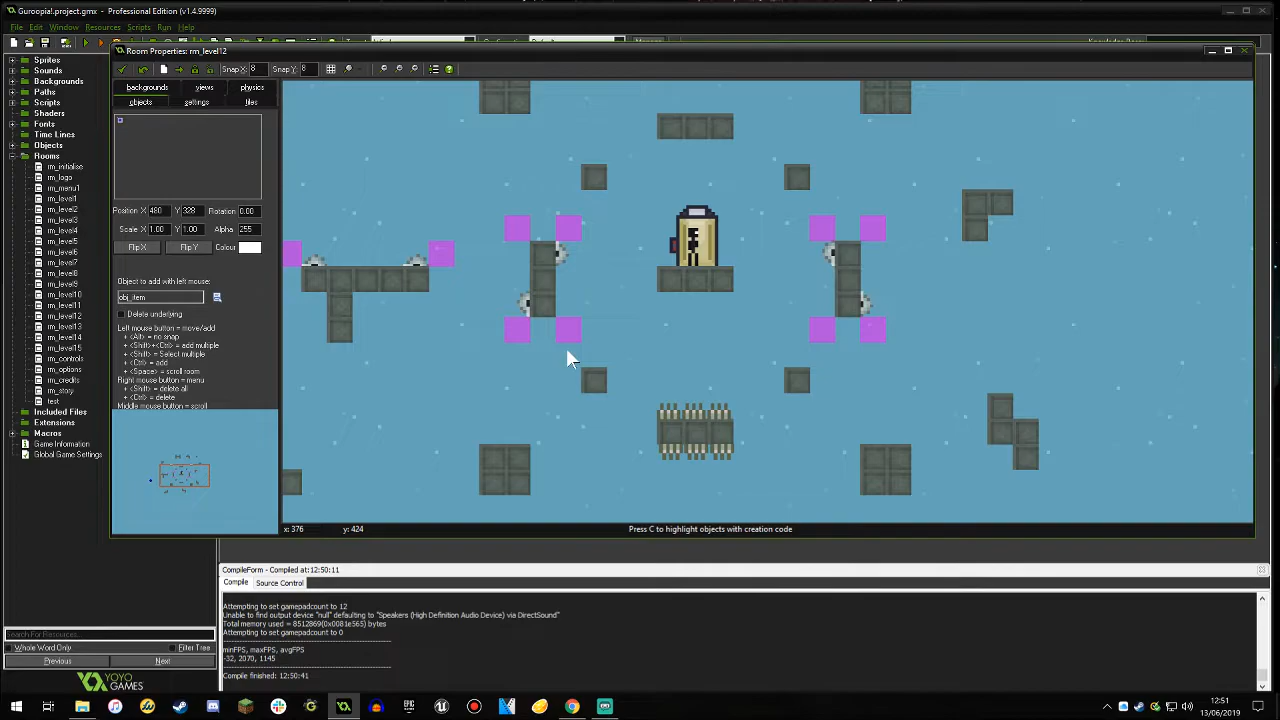 Guroopia!.project.gmx - Professional Edition (v1.4.9999)
File Edit Window Resources Scripts Run Help
Room Properties: rm_level12
Snap X: 8 Snap Y: 8
backgrounds views physics
objects settings files
Position X 480 Y 328 Rotation 0.00
Scale X 1.00 Y 1.00 Alpha 255
Flip X Flip Y Colour
Object to add with left mouse:
obj_item
Delete underlying
Left mouse button = move/add
+ <Alt> = no snap
+ <Shift>+<Ctrl> = add multiple
+ <Shift> = Select multiple
+ <Ctrl> = add
+ <Space> = scroll room
Right mouse button = menu
+ <Shift> = delete all
+ <Ctrl> = delete
Middle mouse button = scroll
Sprites
Sounds
Backgrounds
Paths
Scripts
Shaders
Fonts
Time Lines
Objects
Rooms
rm_initialise
rm_logo
rm_menu1
rm_level1
rm_level2
rm_level3
rm_level4
rm_level5
rm_level6
rm_level7
rm_level8
rm_level9
rm_level10
rm_level11
rm_level12
rm_level13
rm_level14
rm_level15
rm_controls
rm_options
rm_credits
rm_story
test
Included Files
Extensions
Macros
Game Information
Global Game Settings
x: 376 y: 424 Press C to highlight objects with creation code
CompileForm - Compiled at:12:50:11
Compile Source Control
Attempting to set gamepadcount to 12
Unable to find output device "null" defaulting to "Speakers (High Definition Audio Device) via DirectSound"
Total memory used = 8512869(0x0081e565) bytes
Attempting to set gamepadcount to 0
minFPS, maxFPS, avgFPS
-32, 2070, 1145
Compile finished: 12:50:41
Search For Resource...
Whole Word Only Filter Tree
Previous Next
YOYO GAMES
EPIC GAMES
12:51
13/06/2019